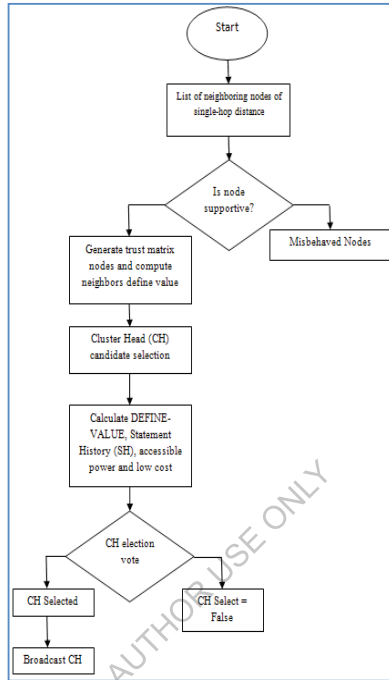 Start
List of neighboring nodes of
single-hop distance
Is node
supportive?
Misbehaved Nodes
Generate trust matrix
nodes and compute
neighbors define value
Cluster Head (CH)
candidate selection
Calculate DEFINE-
VALUE, Statement
History (SH), accessible
power and low cost
CH election
vote
CH Selected
CH Select =
False
Broadcast CH
AUTHOR USE ONLY